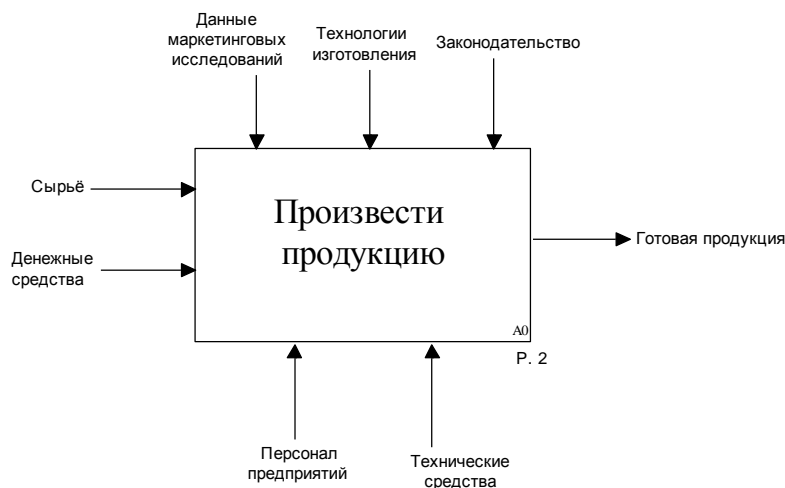 Данные
маркетинговых
исследований
Технологии
изготовления
Законодательство
Сырьё
Денежные
средства
Произвести
продукцию
Готовая продукция
A0
P. 2
Персонал
предприятий
Технические
средства